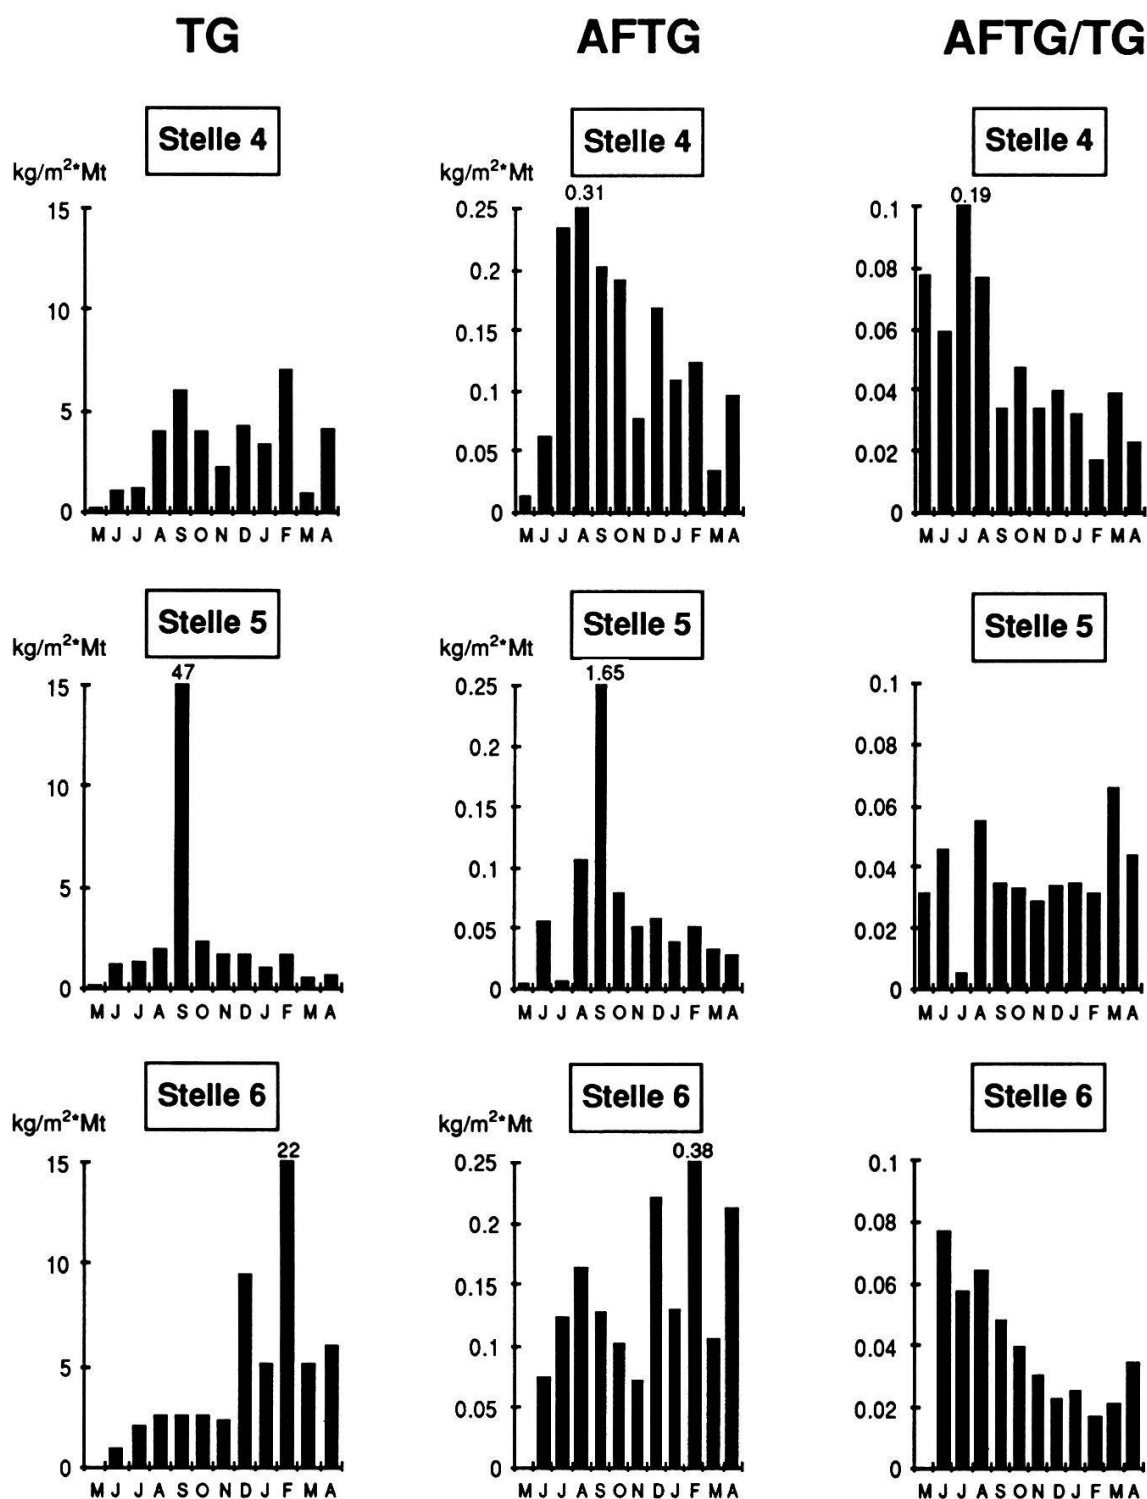 TG AFTG AFTG/TG
Stelle 4 Stelle 4 Stelle 4
kg/m²*Mt kg/m²*Mt
0.31 0.19
15 0.25 0.1
0.2 0.08
10 0.15 0.06
5 0.1 0.04
0.05 0.02
0 0 0
M J J A S O N D J F M A M J J A S O N D J F M A M J J A S O N D J F M A
Stelle 5 Stelle 5 Stelle 5
kg/m²*Mt kg/m²*Mt
47 1.65
15 0.25 0.1
0.2 0.08
10 0.15 0.06
5 0.1 0.04
0.05 0.02
0 0 0
M J J A S O N D J F M A M J J A S O N D J F M A M J J A S O N D J F M A
Stelle 6 Stelle 6 Stelle 6
kg/m²*Mt kg/m²*Mt
22 0.38
15 0.25 0.1
0.2 0.08
10 0.15 0.06
5 0.1 0.04
0.05 0.02
0 0 0
M J J A S O N D J F M A M J J A S O N D J F M A M J J A S O N D J F M A